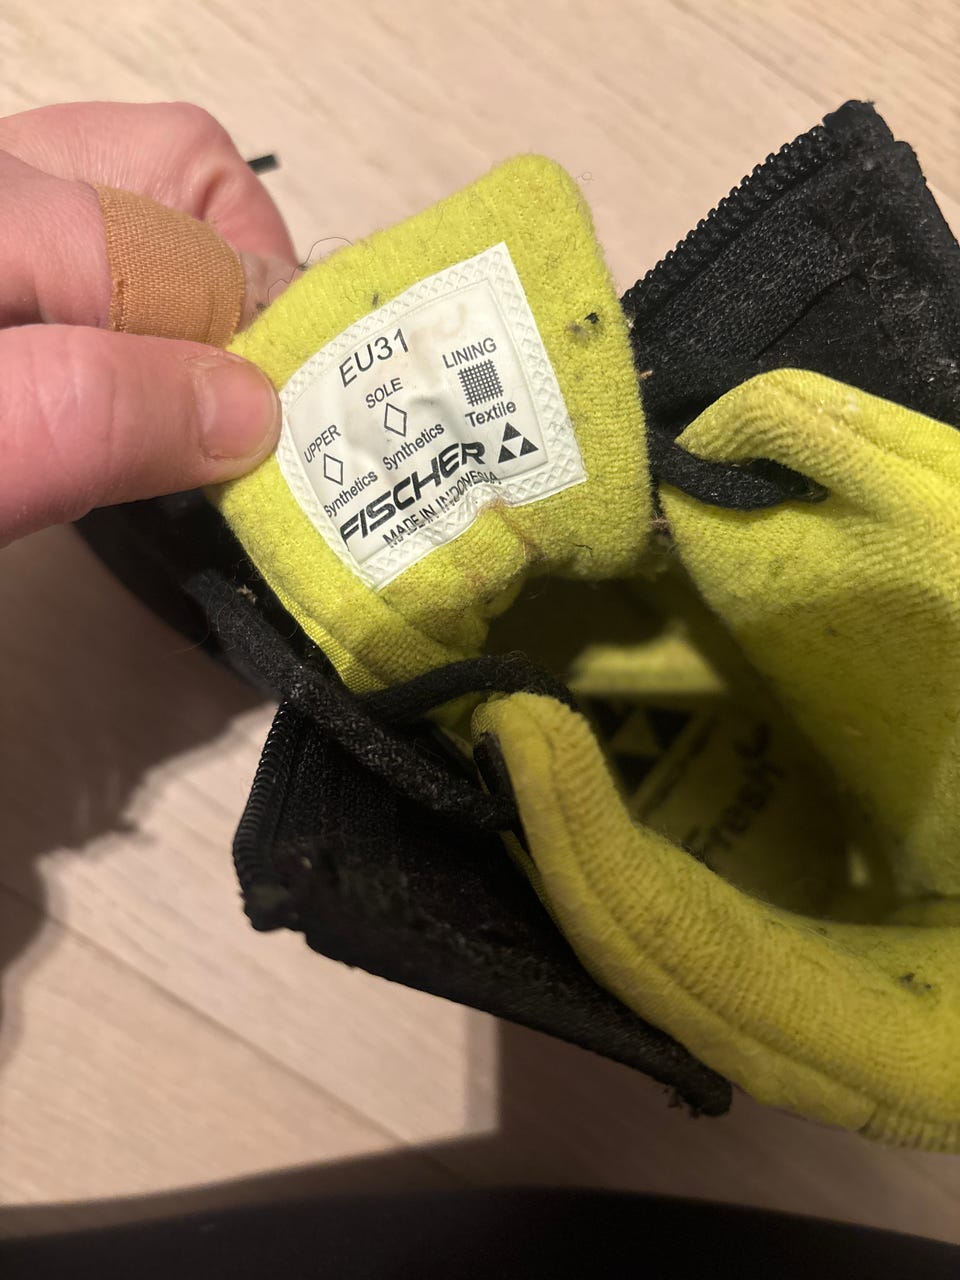 EU31
UPPER
SOLE
LINING
Synthetics
Synthetics
Textile
FISCHER
MADE IN INDONESIA